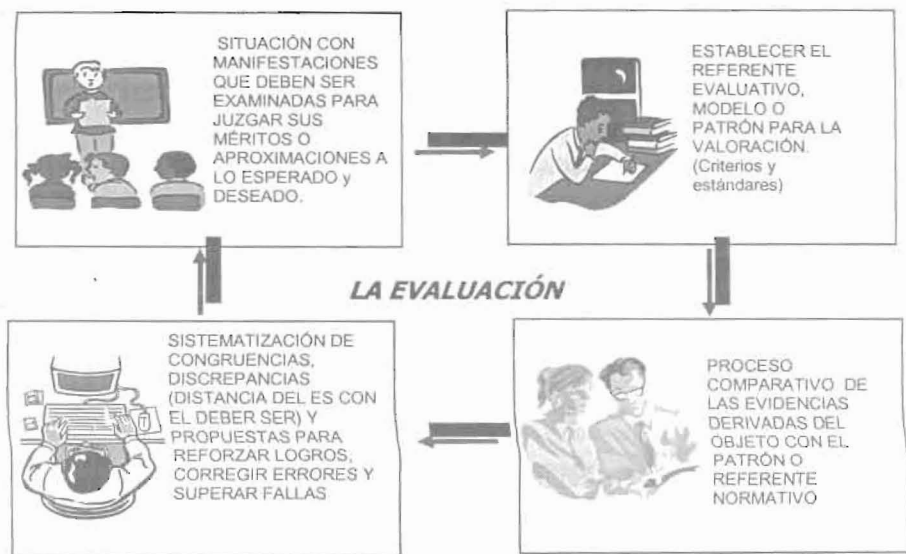 SITUACIÓN CON
MANIFESTACIONES
QUE DEBEN SER
EXAMINADAS PARA
JUZGAR SUS
MÉRITOS O
APROXIMACIONES A
LO ESPERADO y
DESEADO.
ESTABLECER EL
REFERENTE
EVALUATIVO,
MODELO O
PATRÓN PARA LA
VALORACIÓN.
(Criterios y
estándares)
LA EVALUACIÓN
SISTEMATIZACIÓN DE
CONGRUENCIAS,
DISCREPANCIAS
(DISTANCIA DEL ES CON
EL DEBER SER) Y
PROPUESTAS PARA
REFORZAR LOGROS,
CORREGIR ERRORES Y
SUPERAR FALLAS
PROCESO
COMPARATIVO DE
LAS EVIDENCIAS
DERIVADAS DEL
OBJETO CON EL
PATRÓN O
REFERENTE
NORMATIVO